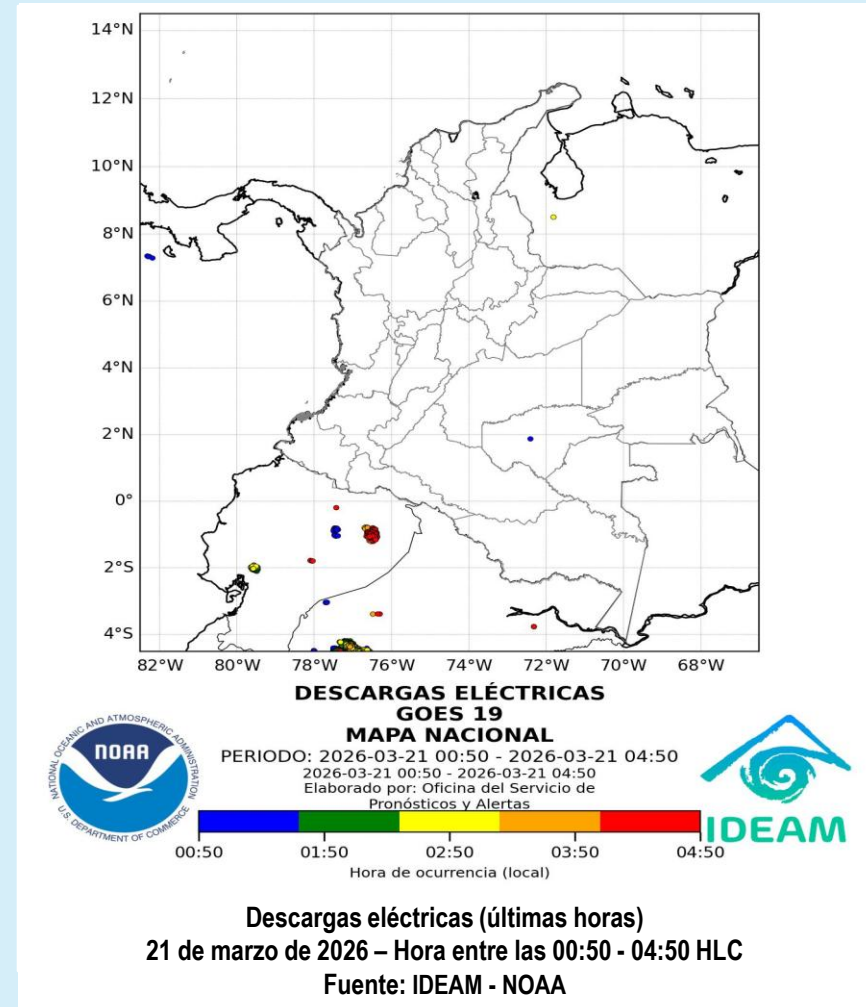 14°N
12°N
10°N
8°N
6°N
4°N
2°N
0°
2°S
4°S
82°W 80°W 78°W 76°W 74°W 72°W 70°W 68°W
DESCARGAS ELÉCTRICAS
GOES 19
MAPA NACIONAL
PERIODO: 2026-03-21 00:50 - 2026-03-21 04:50
2026-03-21 00:50 - 2026-03-21 04:50
Elaborado por: Oficina del Servicio de
Pronósticos y Alertas
NATIONAL OCEANIC AND ATMOSPHERIC ADMINISTRATION
NOAA
U.S. DEPARTMENT OF COMMERCE
IDEAM
00:50 01:50 02:50 03:50 04:50
Hora de ocurrencia (local)
Descargas eléctricas (últimas horas)
21 de marzo de 2026 – Hora entre las 00:50 - 04:50 HLC
Fuente: IDEAM - NOAA